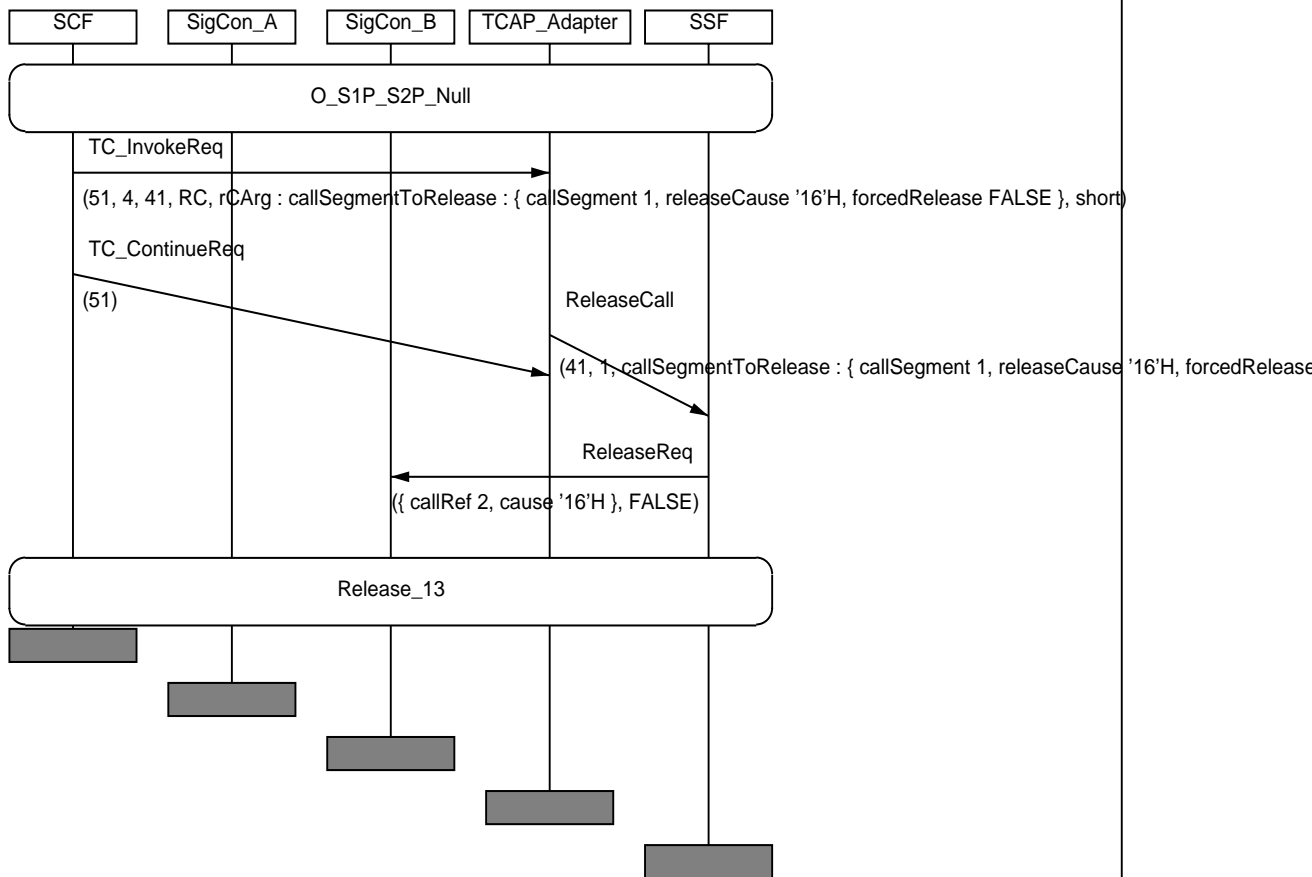 SCF SigCon_A SigCon_B TCAP_Adapter SSF
O_S1P_S2P_Null
TC_InvokeReq
(51, 4, 41, RC, rCArg : callSegmentToRelease : { callSegment 1, releaseCause '16'H, forcedRelease FALSE }, short)
TC_ContinueReq
(51)
ReleaseCall
(41, 1, callSegmentToRelease : { callSegment 1, releaseCause '16'H, forcedRelease
ReleaseReq
({ callRef 2, cause '16'H }, FALSE)
Release_13